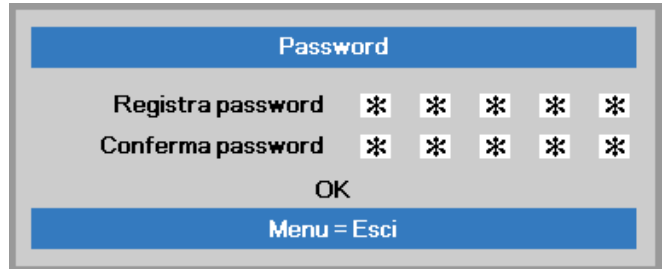 Password
Registra password * * * * *
Conferma password * * * * *
OK
Menu = Esci